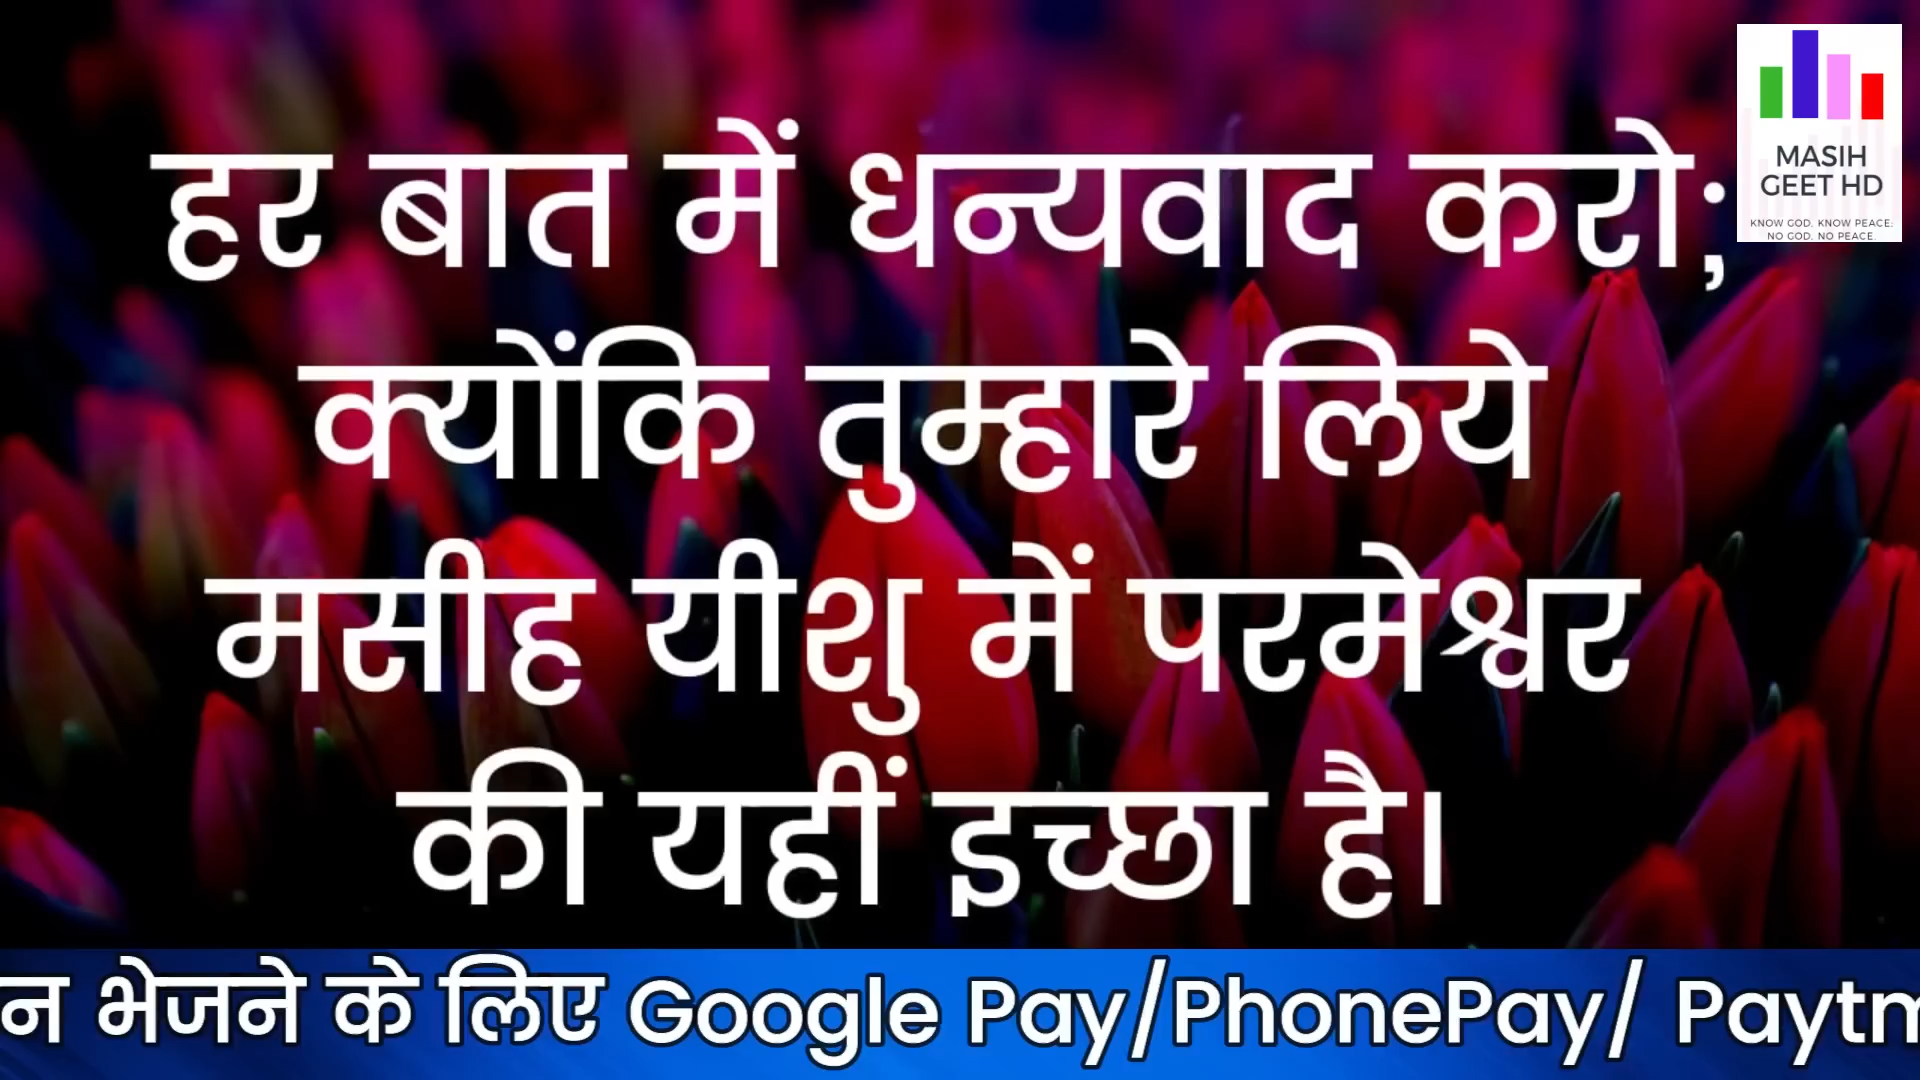 हर बात में धन्यवाद करो;
क्योंकि तुम्हारे लिये
मसीह यीशु में परमेश्वर
की यहीं इच्छा है।
MASIH
GEET HD
KNOW GOD. KNOW PEACE:
NO GOD. NO PEACE
भेजने के लिए Google Pay/PhonePay/ Paytm